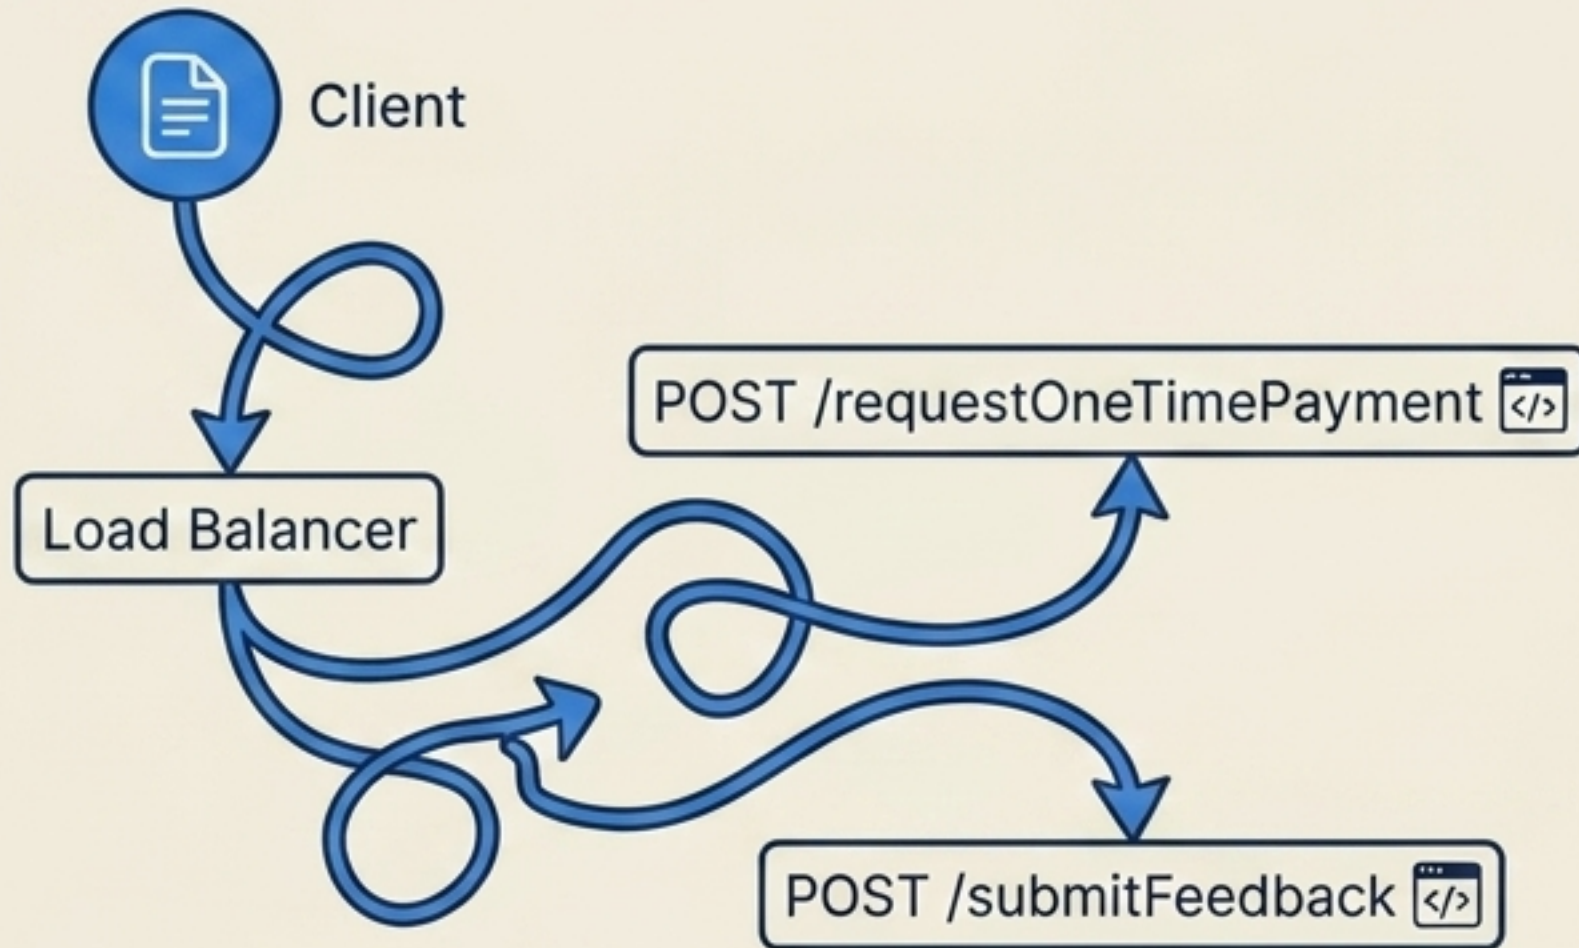 Client
POST /requestOneTimePayment </>
Load Balancer
POST /submitFeedback </>